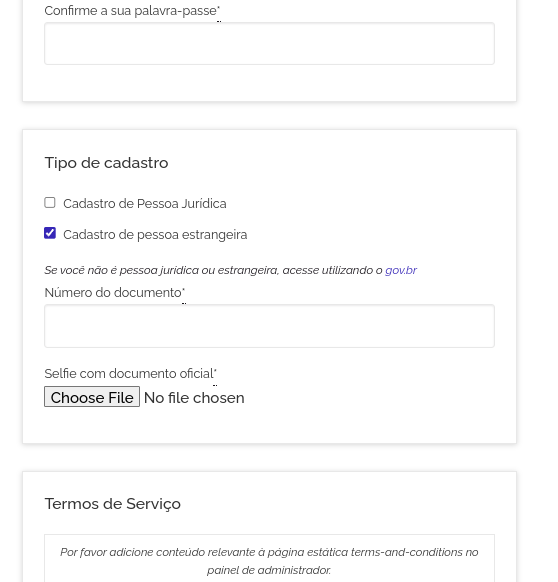 Confirme a sua palavra-passe*
Tipo de cadastro
Cadastro de Pessoa Jurídica
Cadastro de pessoa estrangeira
Se você não é pessoa jurídica ou estrangeira, acesse utilizando o gov.br
Número do documento*
Selfie com documento oficial*
Choose File No file chosen
Termos de Serviço
Por favor adicione conteúdo relevante à página estática terms-and-conditions no
painel de administrador.